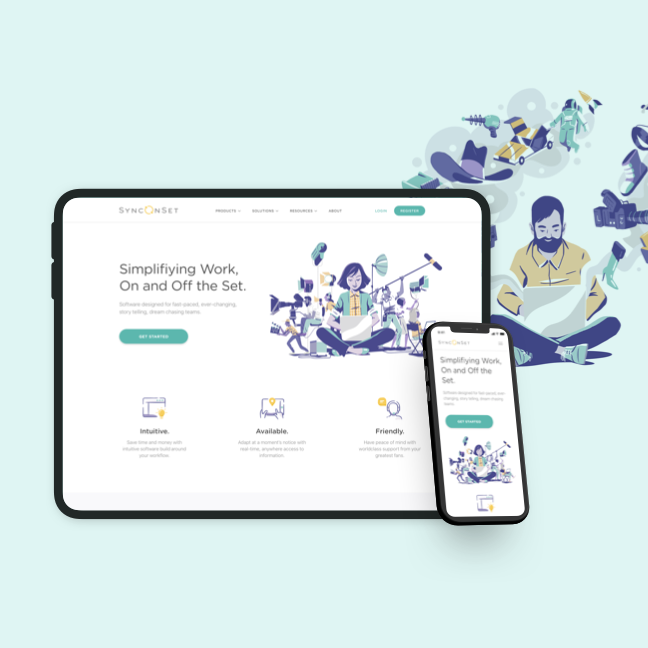 SYNCONSET
PRODUCTS
SOLUTIONS
RESOURCES
ABOUT
LOGIN
REGISTER
Simplifiying Work,
On and Off the Set.
Software designed for fast-paced, ever-changing,
story telling, dream chasing teams.
GET STARTED
Intuitive.
Save time and money with
intuitive software build around
your workflow.
Available.
Adapt at a moment's notice with
real-time, anywhere access to
information.
Friendly.
Have peace of mind with
worldclass support from your
greatest fans.
SYNCONSET
Simplifiying Work,
On and Off the
Set.
Software designed for fast-paced, ever-
changing, story telling, dream chasing
teams.
GET STARTED